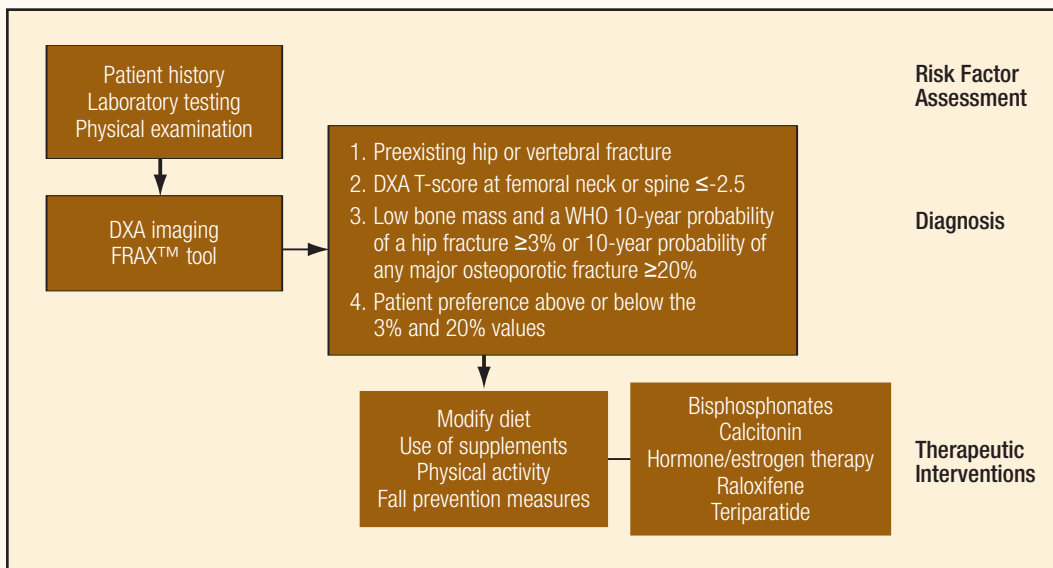 Patient history
Laboratory testing
Physical examination
Risk Factor
Assessment
DXA imaging
FRAX™ tool
1. Preexisting hip or vertebral fracture
2. DXA T-score at femoral neck or spine ≤-2.5
3. Low bone mass and a WHO 10-year probability
of a hip fracture ≥3% or 10-year probability of
any major osteoporotic fracture ≥20%
4. Patient preference above or below the
3% and 20% values
Diagnosis
Modify diet
Use of supplements
Physical activity
Fall prevention measures
Bisphosphonates
Calcitonin
Hormone/estrogen therapy
Raloxifene
Teriparatide
Therapeutic
Interventions